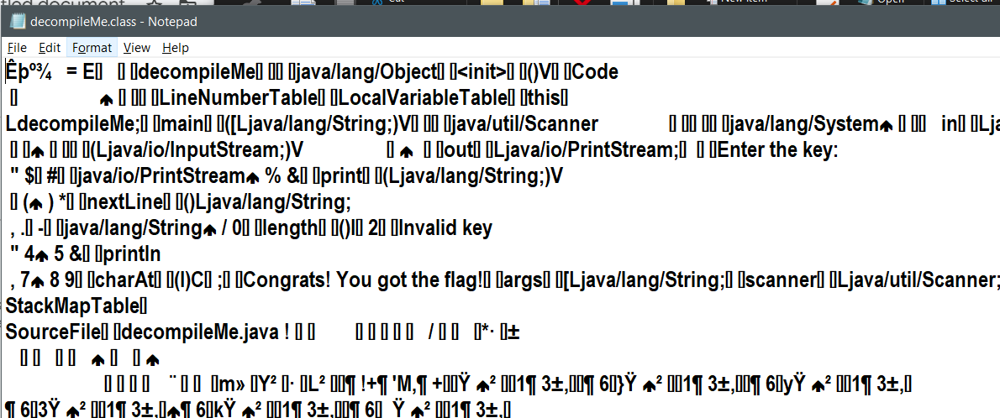 tled document
Cut
New item
Open
Select all
decompileMe.class - Notepad
File Edit Format View Help
Êþº¾ = E▯ ▯ ▯decompileMe▯ ▯▯ ▯java/lang/Object▯ ▯<init>▯ ▯()V▯ ▯Code
▯ ♠ ▯ ▯▯ ▯LineNumberTable▯ ▯LocalVariableTable▯ ▯this▯
LdecompileMe;▯ ▯main▯ ▯([Ljava/lang/String;)V▯ ▯▯ ▯java/util/Scanner ▯ ▯▯ ▯▯ ▯java/lang/System♠ ▯ ▯▯ in▯ ▯Lj
▯ ▯♠ ▯ ▯▯ ▯(Ljava/io/InputStream;)V ▯ ♠ ▯ ▯out▯ ▯Ljava/io/PrintStream;▯ ▯ ▯Enter the key:
" $▯ #▯ ▯java/io/PrintStream♠ % &▯ ▯print▯ ▯(Ljava/lang/String;)V
▯ (♠ ) *▯ ▯nextLine▯ ▯()Ljava/lang/String;
, .▯ -▯ ▯java/lang/String♠ / 0▯ ▯length▯ ▯()I▯ 2▯ ▯Invalid key
" 4♠ 5 &▯ ▯println
, 7♠ 8 9▯ ▯charAt▯ ▯(I)C▯ ;▯ ▯Congrats! You got the flag!▯ ▯args▯ ▯[Ljava/lang/String;▯ ▯scanner▯ ▯Ljava/util/Scanner;
StackMapTable▯
SourceFile▯ ▯decompileMe.java ! ▯ ▯ ▯ ▯ ▯ ▯ ▯ / ▯ ▯ ▯*· ▯±
▯ ▯ ▯ ▯ ♠ ▯ ▯ ♠
▯ ▯ ▯ ▯ ¨ ▯ ▯ ▯m» ▯Y² ▯· ▯L² ▯▯¶ !+¶ 'M,¶ +▯▯Ÿ ♠² ▯▯1¶ 3±,▯▯¶ 6▯}Ÿ ♠² ▯▯1¶ 3±,▯▯¶ 6▯yŸ ♠² ▯▯1¶ 3±,▯
¶ 6▯3Ÿ ♠² ▯▯1¶ 3±,▯♠¶ 6▯kŸ ♠² ▯▯1¶ 3±,▯▯¶ 6▯ Ÿ ♠² ▯▯1¶ 3±,▯